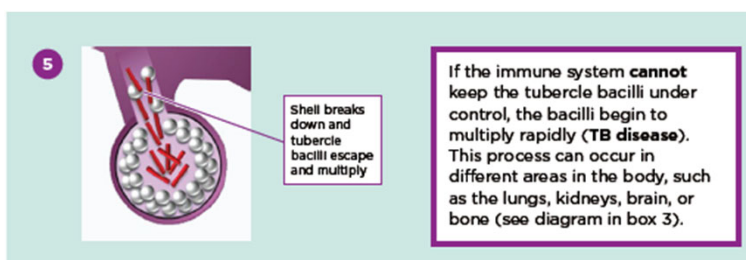 5
Shell breaks
down and
tubercle
bacilli escape
and multiply
If the immune system cannot
keep the tubercle bacilli under
control, the bacilli begin to
multiply rapidly (TB disease).
This process can occur in
different areas in the body, such
as the lungs, kidneys, brain, or
bone (see diagram in box 3).